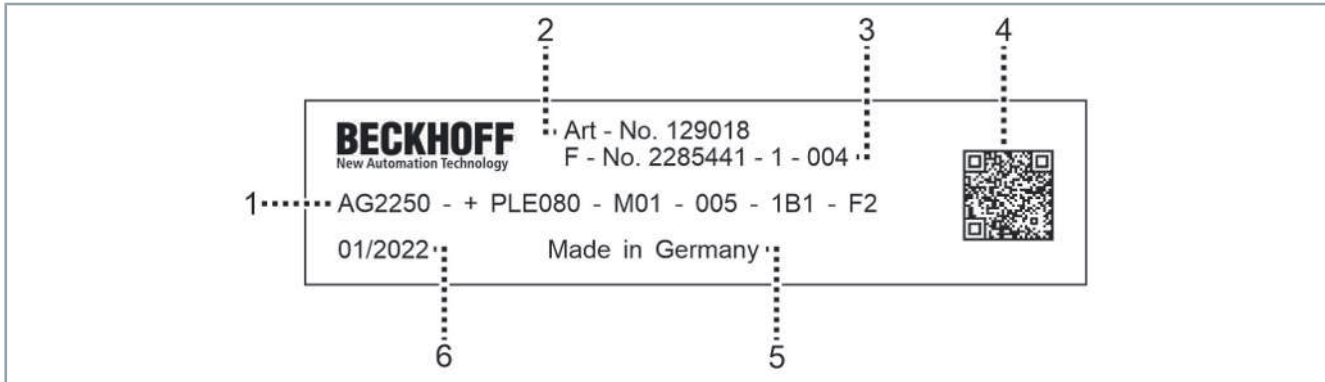 2 3 4
BECKHOFF
New Automation Technology
Art - No. 129018
F - No. 2285441 - 1 - 004
1 AG2250 - + PLE080 - M01 - 005 - 1B1 - F2
01/2022 Made in Germany
6 5